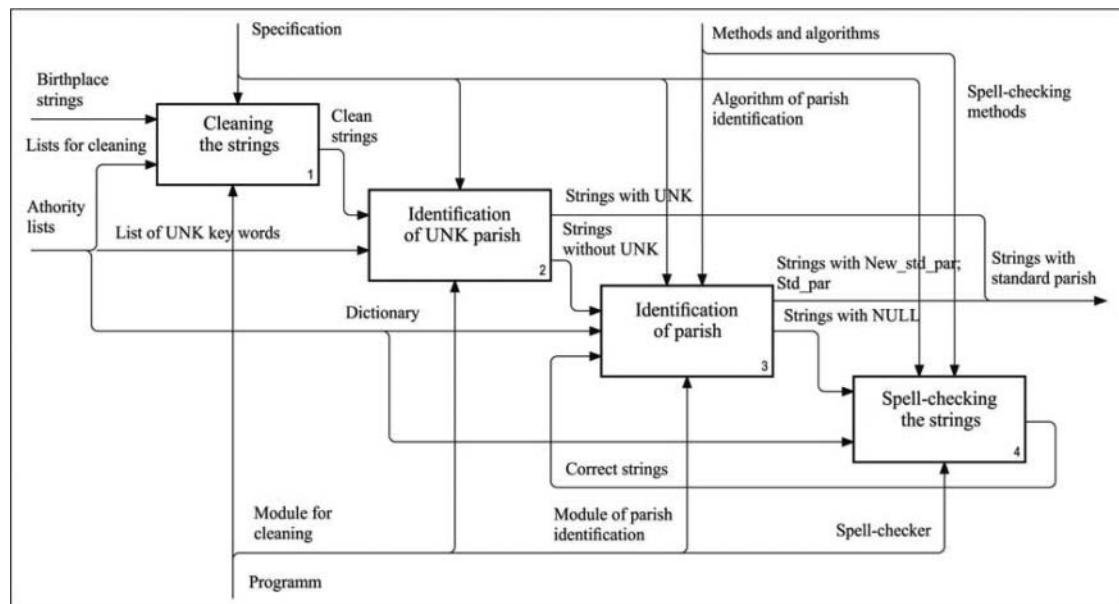 Specification
Methods and algorithms
Birthplace
strings
Cleaning
the strings
1
Clean
strings
Algorithm of parish
identification
Spell-checking
methods
Lists for cleaning
Athority
lists
List of UNK key words
Identification
of UNK parish
2
Strings with UNK
Strings
without UNK
Strings with New_std_par;
Std_par
Strings with
standard parish
Dictionary
Identification
of parish
3
Strings with NULL
Spell-checking
the strings
4
Correct strings
Module for
cleaning
Module of parish
identification
Spell-checker
Programm